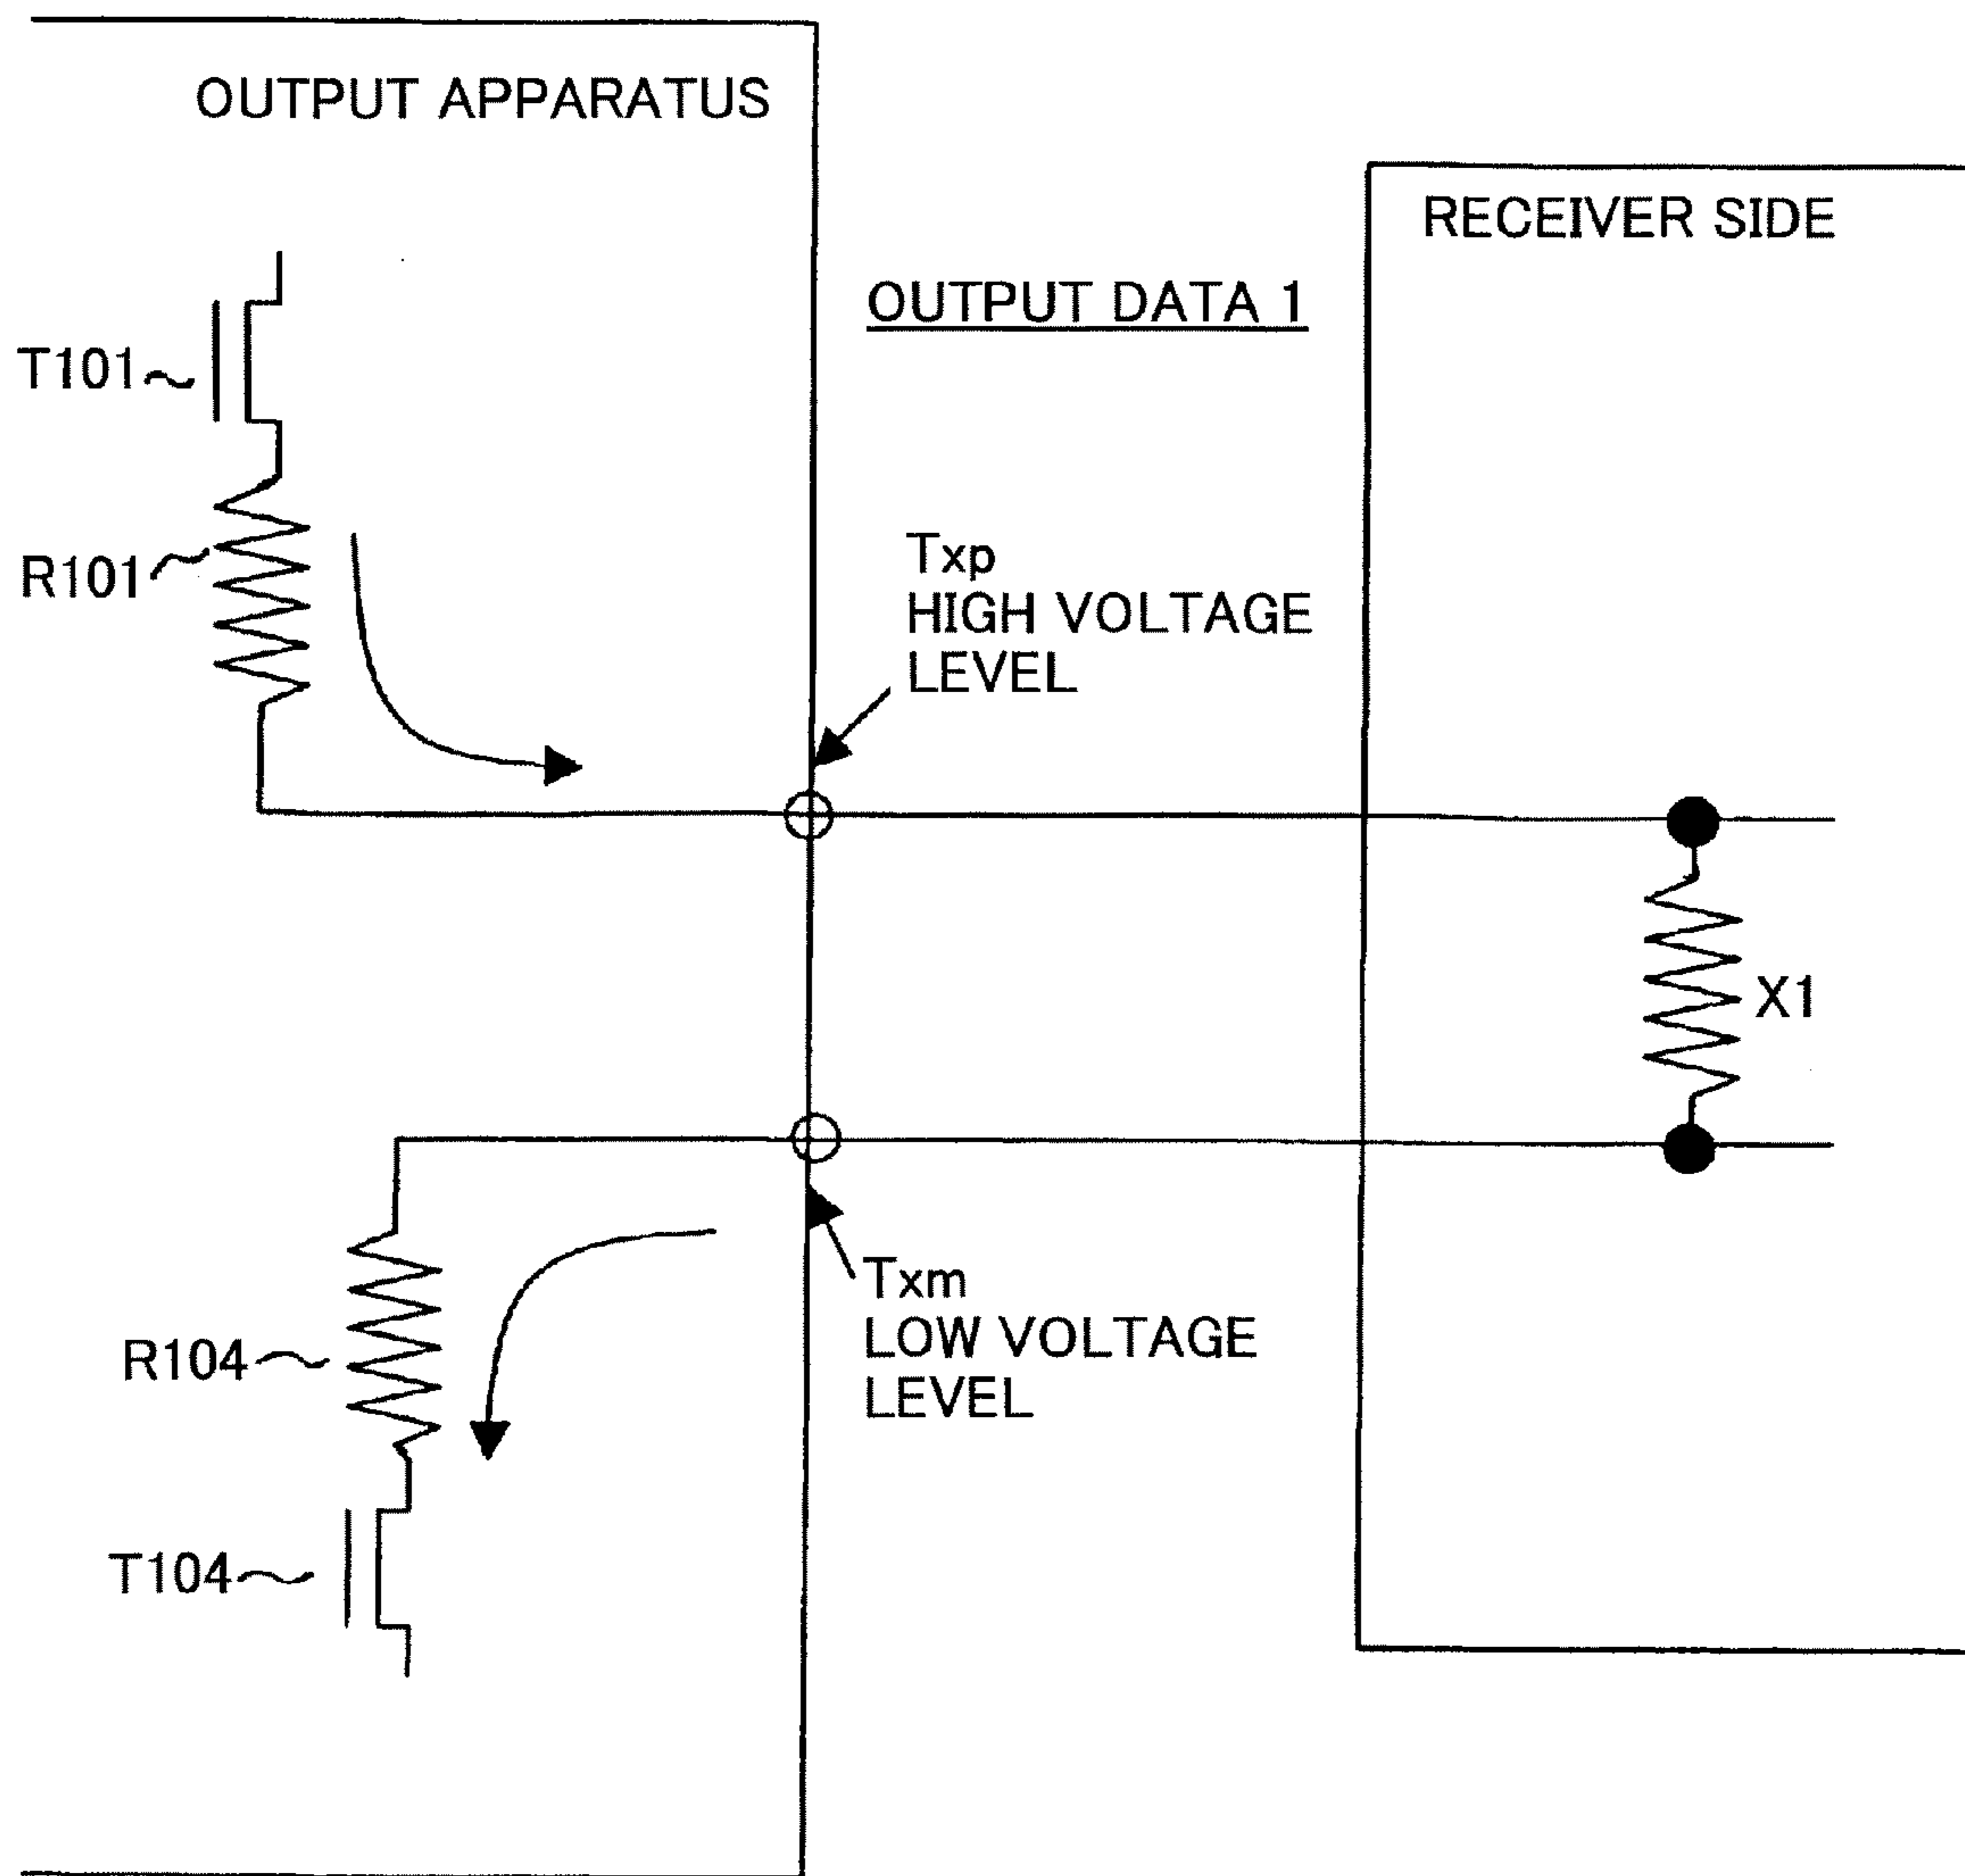 OUTPUT APPARATUS
RECEIVER SIDE
OUTPUT DATA 1
T101
R101
Txp
HIGH VOLTAGE
LEVEL
X1
Txm
LOW VOLTAGE
LEVEL
R104
T104